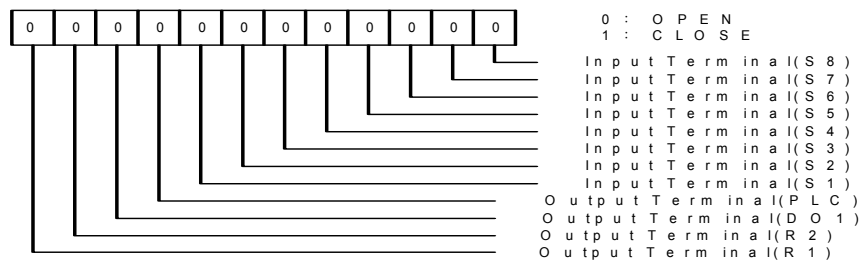 0 : OPEN
1 : CLOSE
0 0 0 0 0 0 0 0 0 0 0 0
Input Terminal(S8)
Input Terminal(S7)
Input Terminal(S6)
Input Terminal(S5)
Input Terminal(S4)
Input Terminal(S3)
Input Terminal(S2)
Input Terminal(S1)
Output Terminal(PLC)
Output Terminal(DO1)
Output Terminal(R2)
Output Terminal(R1)